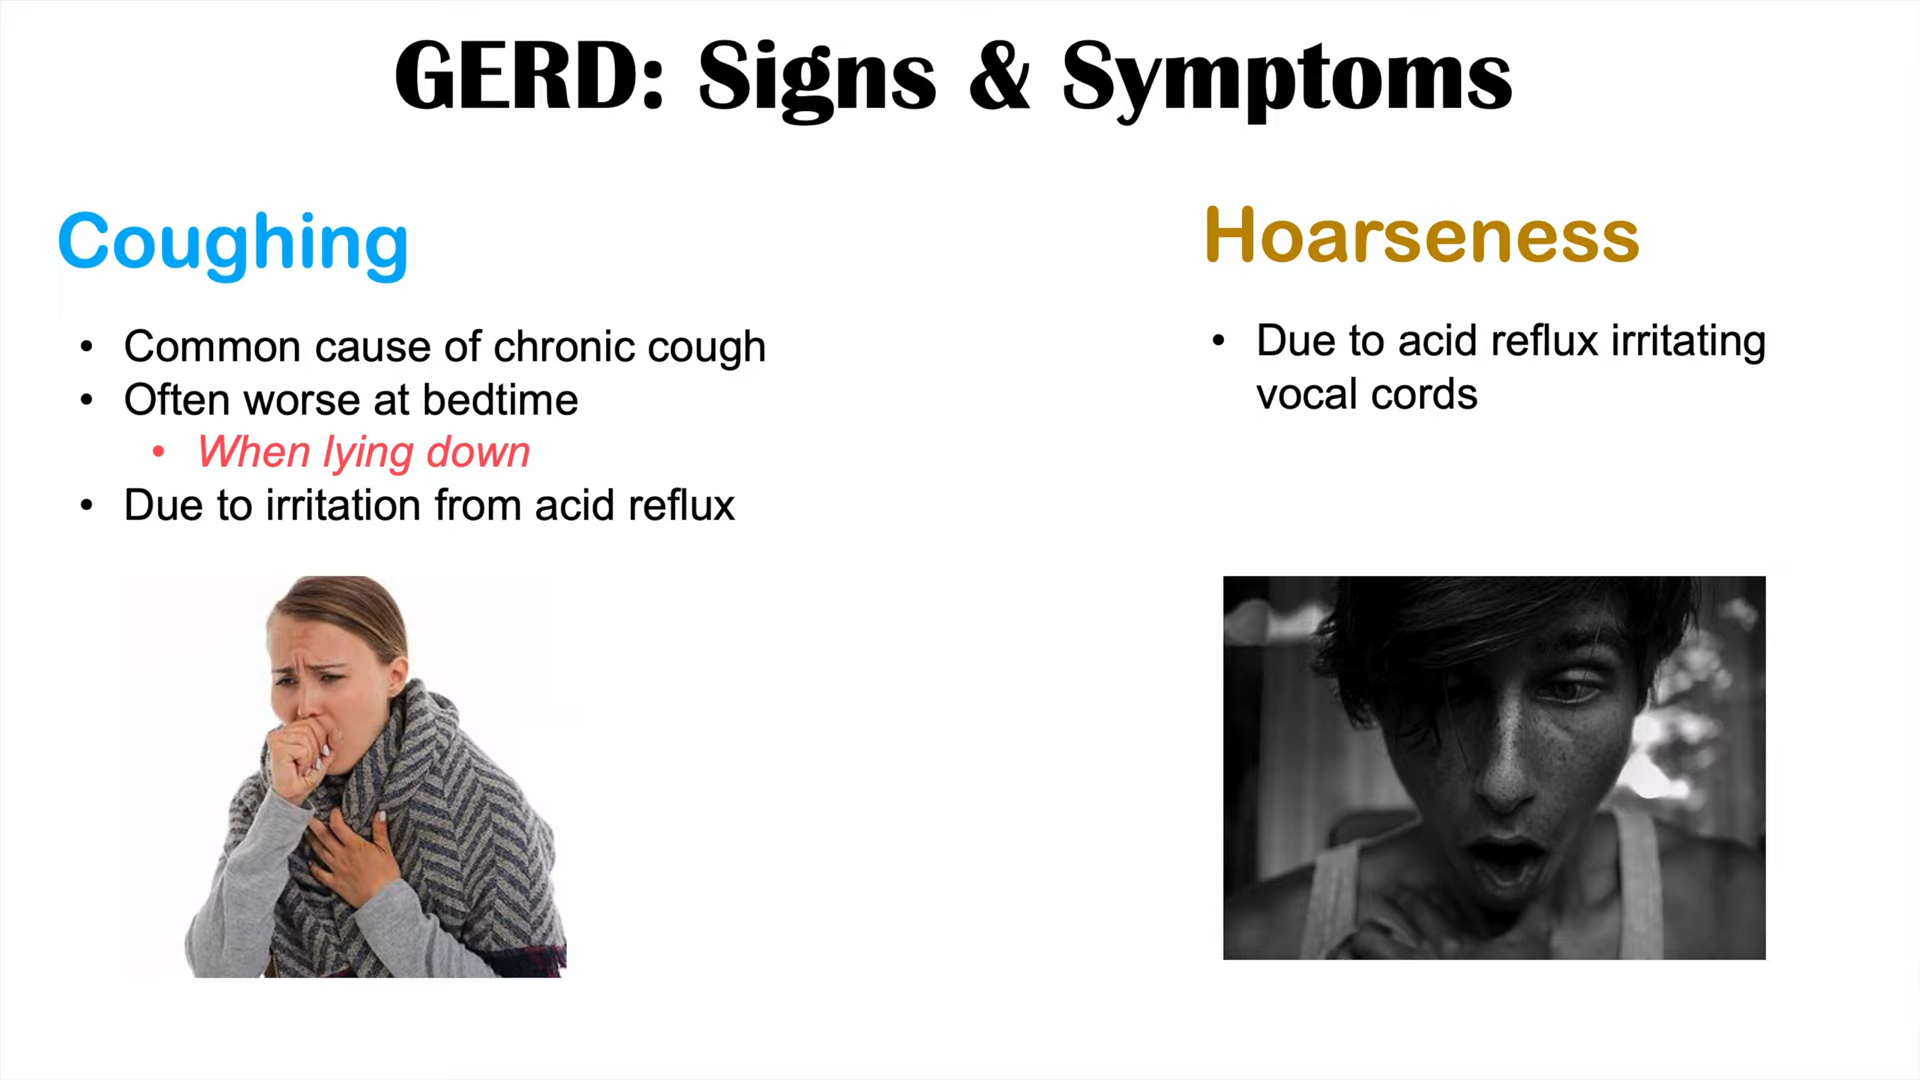 GERD: Signs & Symptoms
Coughing
• Common cause of chronic cough
• Often worse at bedtime
• When lying down
• Due to irritation from acid reflux
Hoarseness
• Due to acid reflux irritating
vocal cords